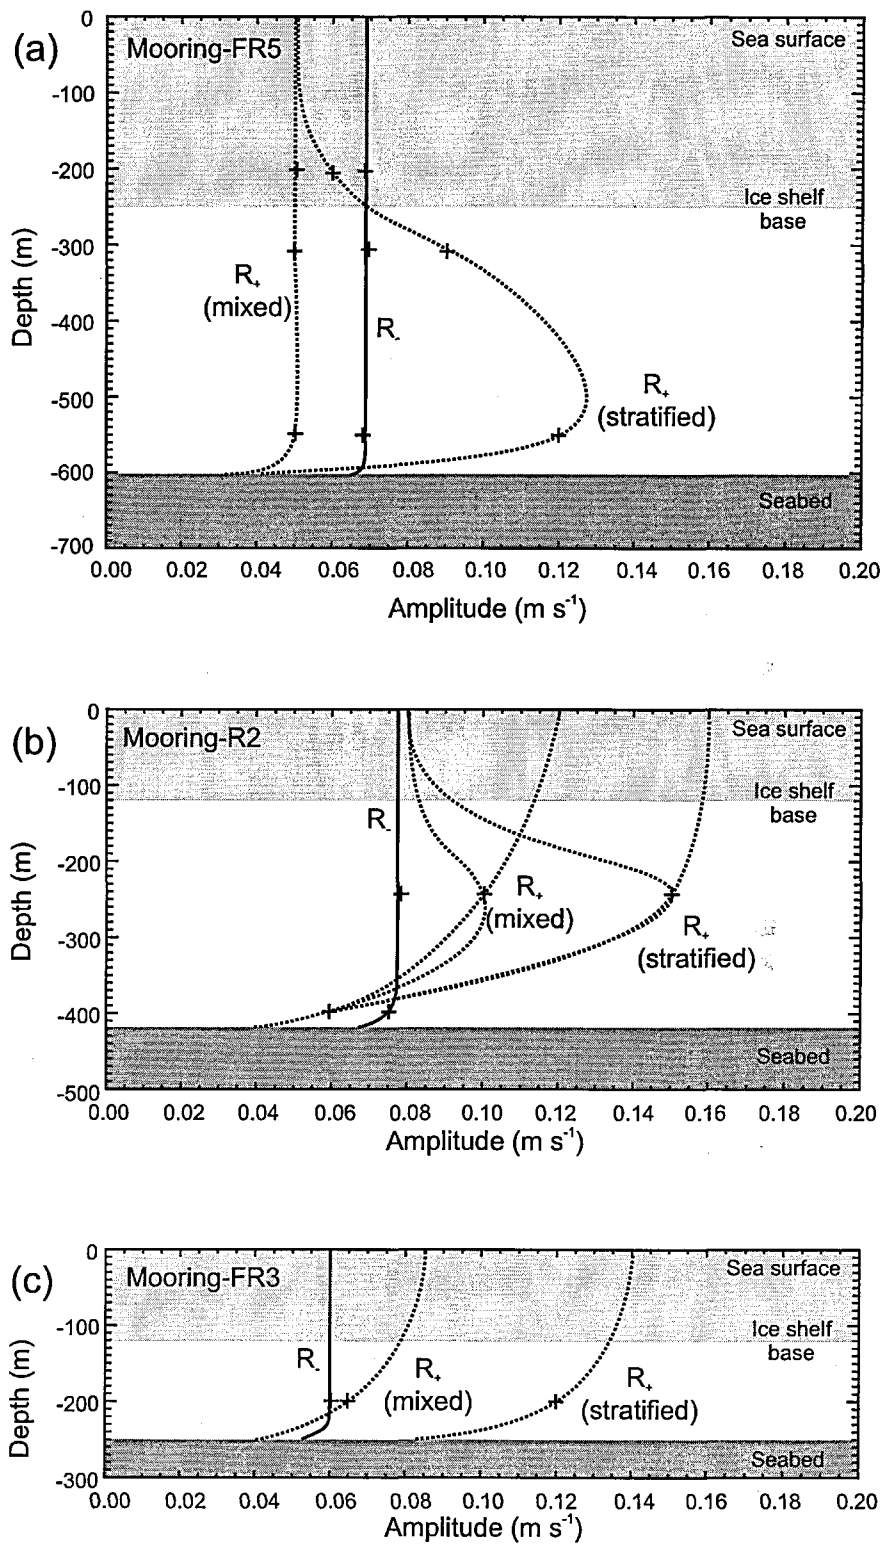 (a)
Mooring-FR5
Sea surface
Ice shelf
base
R₊
(mixed)
R₋
R₊
(stratified)
Seabed
0
-100
-200
-300
-400
-500
-600
-700
Depth (m)
0.00 0.02 0.04 0.06 0.08 0.10 0.12 0.14 0.16 0.18 0.20
Amplitude (m s⁻¹)
(b)
Mooring-R2
Sea surface
Ice shelf
base
R₋
R₊
(mixed)
R₊
(stratified)
Seabed
0
-100
-200
-300
-400
-500
Depth (m)
0.00 0.02 0.04 0.06 0.08 0.10 0.12 0.14 0.16 0.18 0.20
Amplitude (m s⁻¹)
(c)
Mooring-FR3
Sea surface
Ice shelf
base
R₋
R₊
(mixed)
R₊
(stratified)
Seabed
0
-100
-200
-300
Depth (m)
0.00 0.02 0.04 0.06 0.08 0.10 0.12 0.14 0.16 0.18 0.20
Amplitude (m s⁻¹)